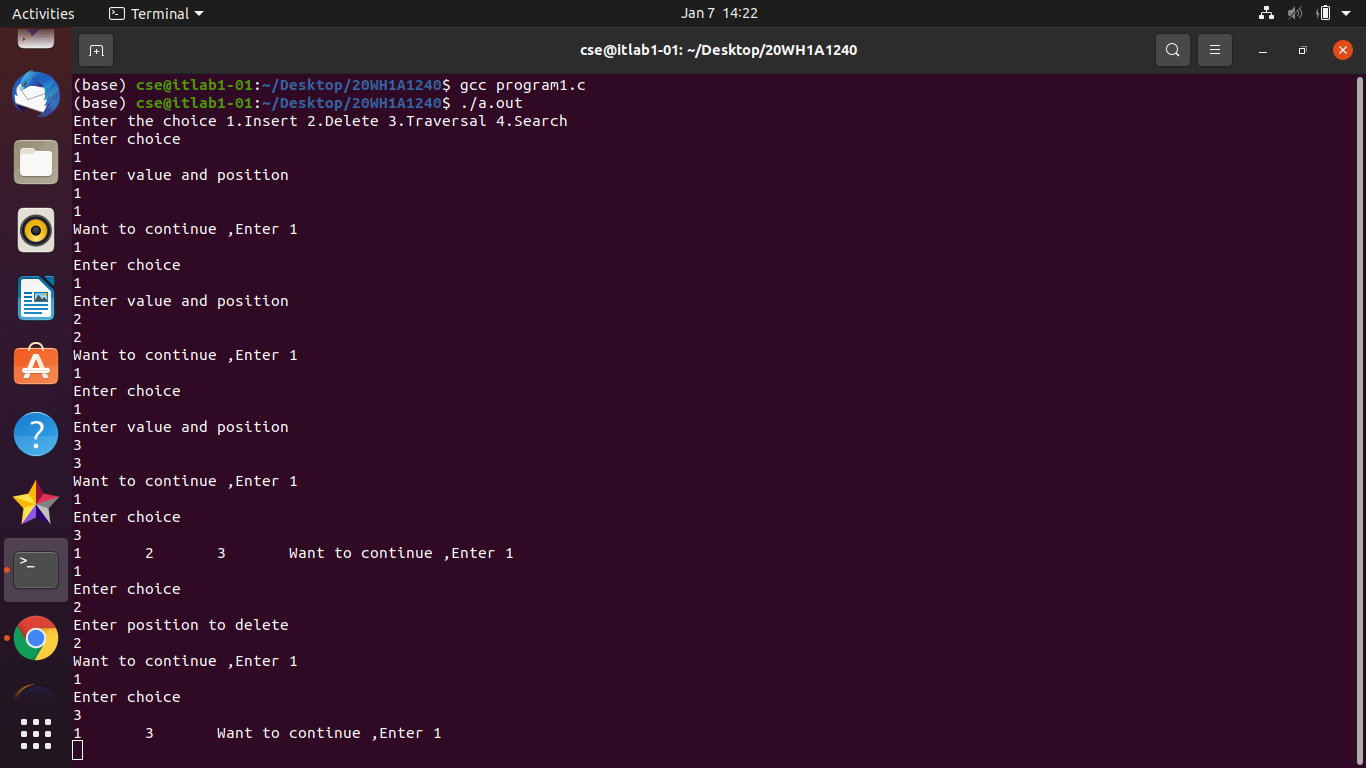 Activities Terminal Jan 7 14:22
cse@itlab1-01: ~/Desktop/20WH1A1240
(base) cse@itlab1-01:~/Desktop/20WH1A1240$ gcc program1.c
(base) cse@itlab1-01:~/Desktop/20WH1A1240$ ./a.out
Enter the choice 1.Insert 2.Delete 3.Traversal 4.Search
Enter choice
1
Enter value and position
1
1
Want to continue ,Enter 1
1
Enter choice
1
Enter value and position
2
2
Want to continue ,Enter 1
1
Enter choice
1
Enter value and position
3
3
Want to continue ,Enter 1
1
Enter choice
3
1       2       3       Want to continue ,Enter 1
1
Enter choice
2
Enter position to delete
2
Want to continue ,Enter 1
1
Enter choice
3
1       3       Want to continue ,Enter 1